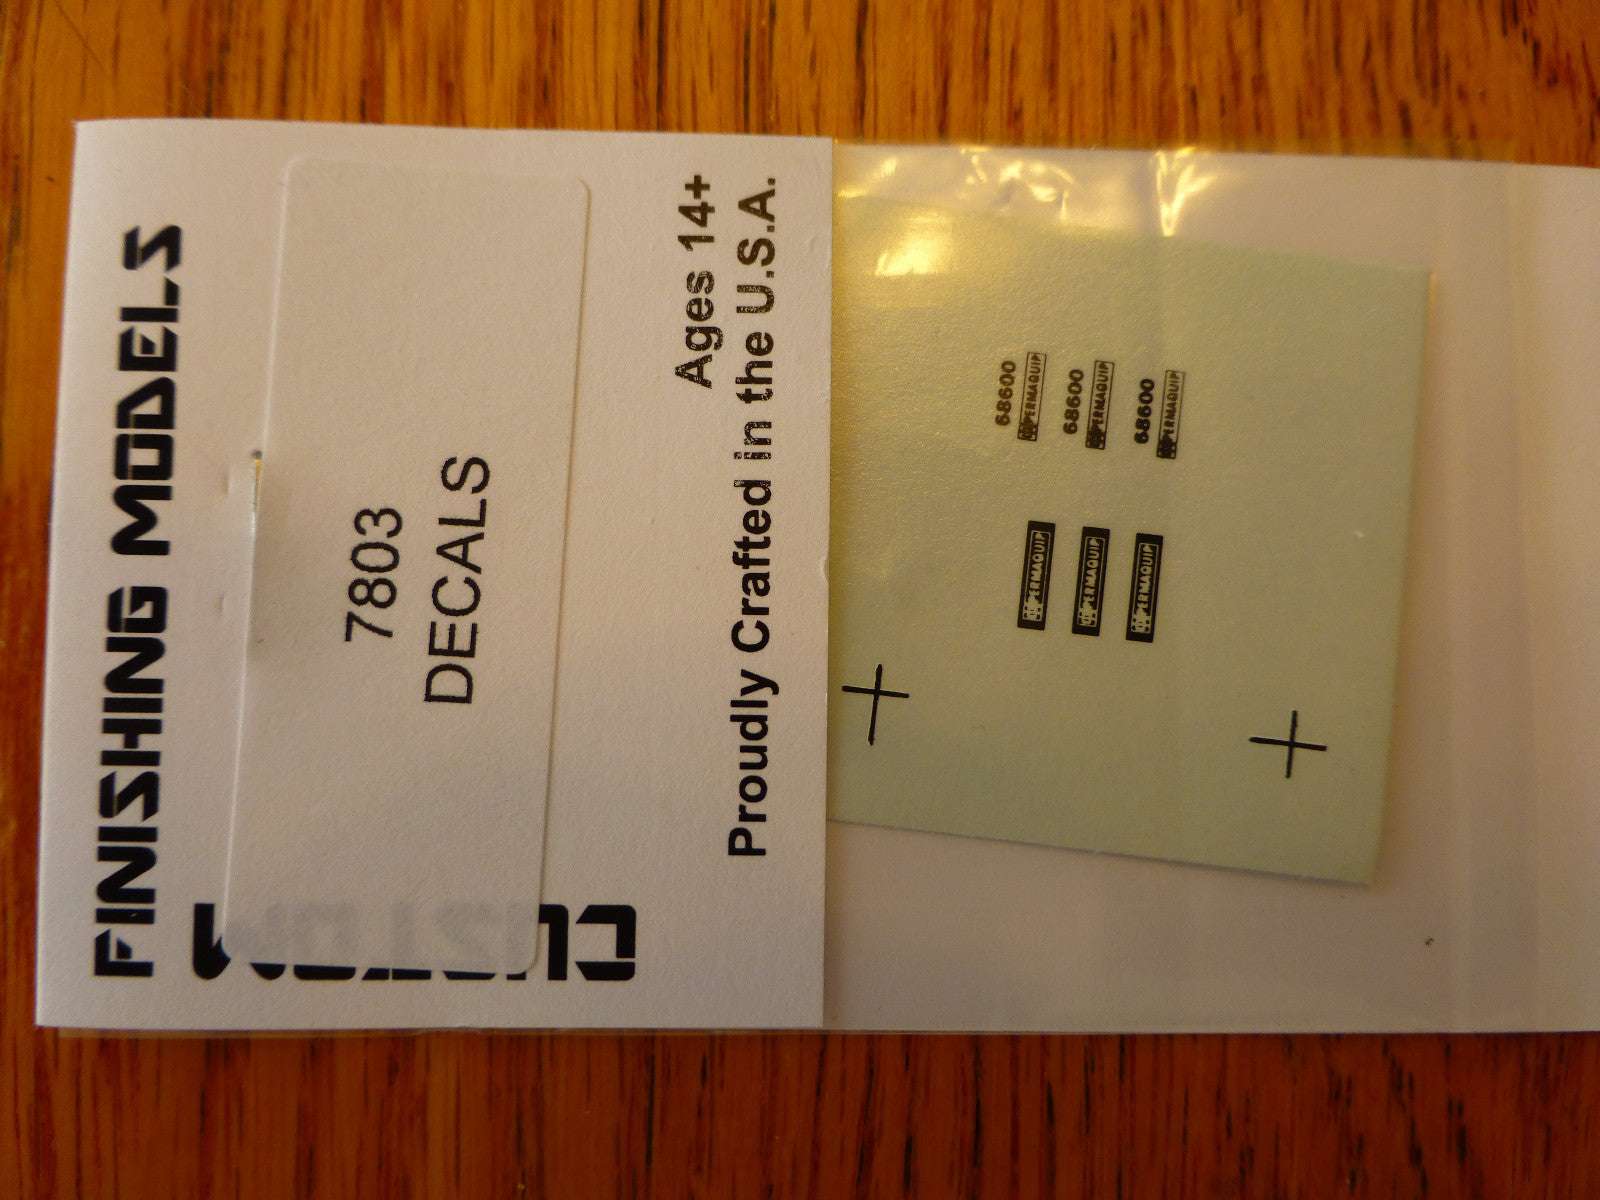 FINISHING MODELS
CUSTOM
7803
DECALS
Ages 14+
Proudly Crafted in the U.S.A.
68600
PERMAQUIP
68600
PERMAQUIP
68600
PERMAQUIP
PERMAQUIP
PERMAQUIP
PERMAQUIP